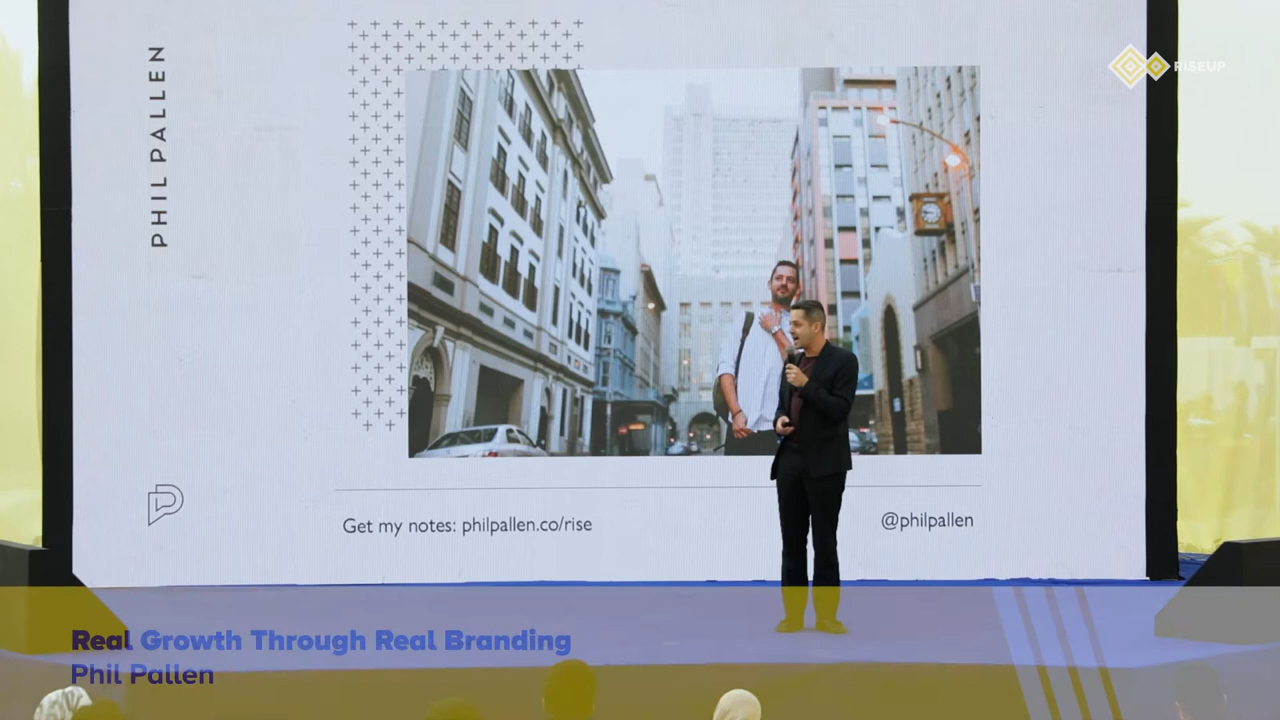 PHIL PALLEN
RISEUP
Get my notes: philpallen.co/rise
@philpallen
Real Growth Through Real Branding
Phil Pallen